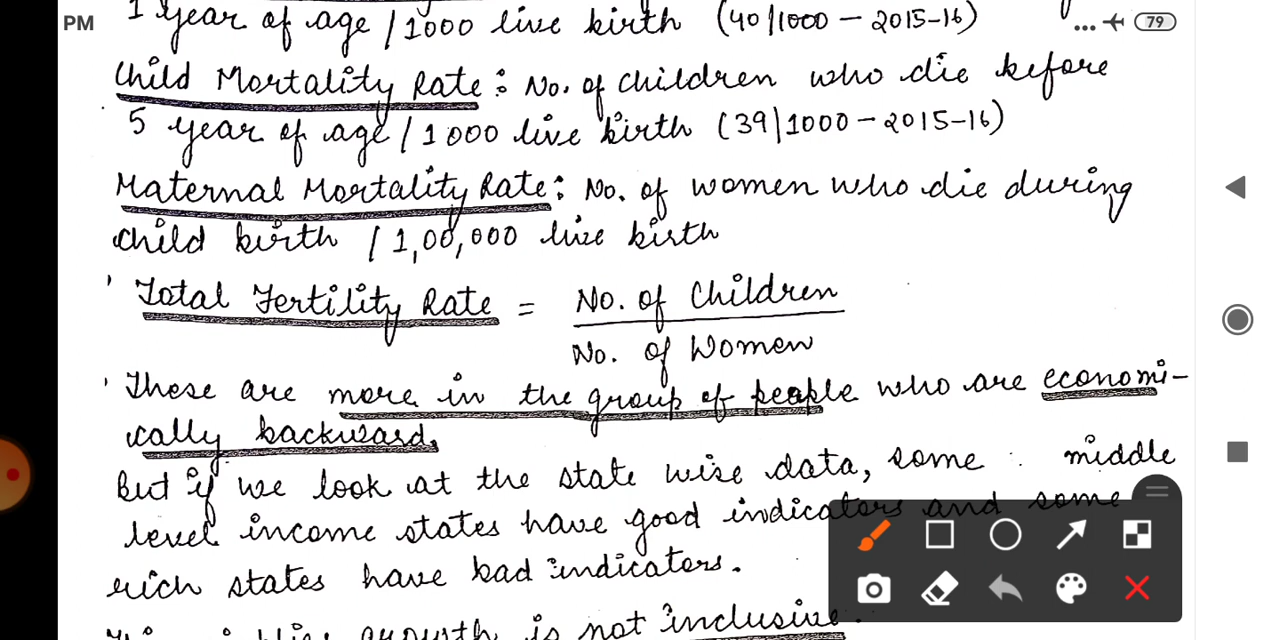 PM
79
1 year of age / 1000 live birth (40/1000 - 2015-16)
Child Mortality Rate : No. of children who die before
5 year of age / 1000 live birth (39/1000 - 2015-16)
Maternal Mortality Rate : No. of women who die during
child birth / 1,00,000 live birth
Total Fertility Rate = No. of Children
No. of Women
These are more in the group of people who are economi-
cally backward.
But if we look at the state wise data, some middle
level income states have good indicators and some
rich states have bad indicators.
growth is not inclusive.